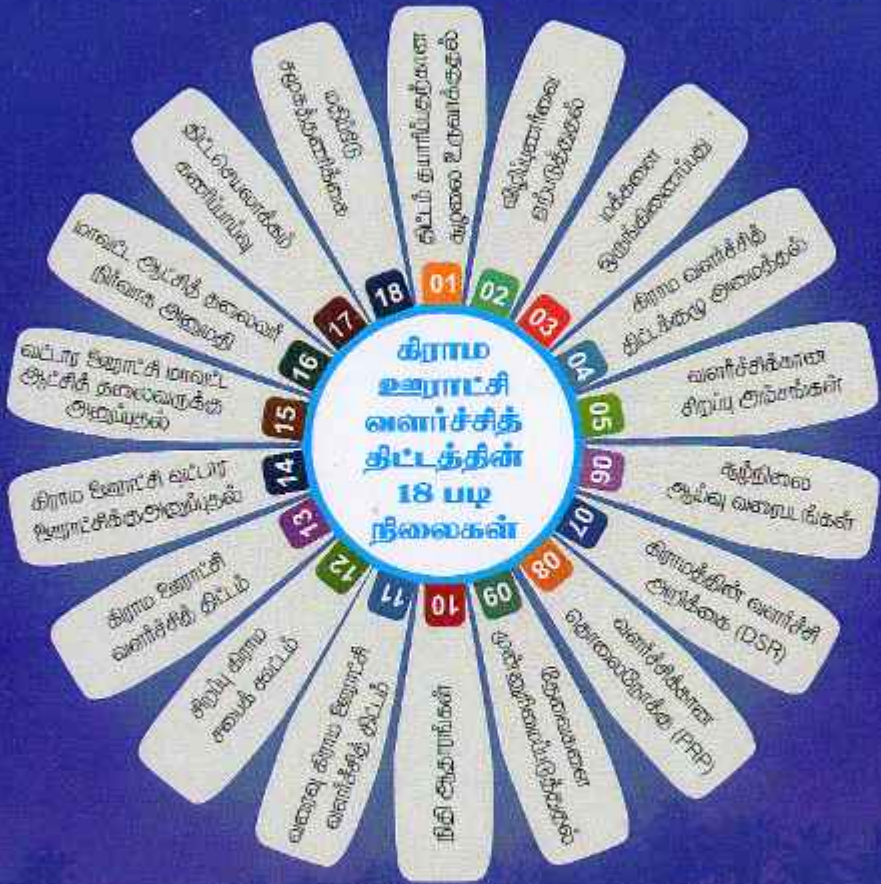 கிராம
ஊராட்சி
வளர்ச்சித்
திட்டத்தின்
18 படி
நிலைகள்
01
திட்டம் தயாரிப்பதற்கான
சூழலை உருவாக்குதல்
02
விழிப்புணர்வை
ஏற்படுத்துதல்
03
மக்களை
ஒருங்கிணைப்பது
04
கிராம வளர்ச்சித்
திட்டக்குழு அமைத்தல்
05
வளர்ச்சிக்கான
சிறப்பு அம்சங்கள்
06
சூழ்நிலை
ஆய்வு வரைபடங்கள்
07
கிராமத்தின் வளர்ச்சி
அறிக்கை (DSR)
08
வளர்ச்சிக்கான
தொலைநோக்கு (PRP)
09
தேவைகளை
முன்னுரிமைப்படுத்துதல்
10
நிதி ஆதாரங்கள்
11
வரைவு கிராம ஊராட்சி
வளர்ச்சித் திட்டம்
12
சிறப்பு கிராம
சபைக் கூட்டம்
13
கிராம ஊராட்சி
வளர்ச்சித் திட்டம்
14
கிராம ஊராட்சி வட்டார
ஊராட்சிக்குஅனுப்புதல்
15
வட்டார ஊராட்சி மாவட்ட
ஆட்சித் தலைவருக்கு
அனுப்புதல்
16
மாவட்ட ஆட்சித் தலைவர்
நிர்வாக அனுமதி
17
திட்டசெயலாக்கம்
கணிப்பாய்வு
18
மதிப்பீடு
சமூகத்தணிக்கை